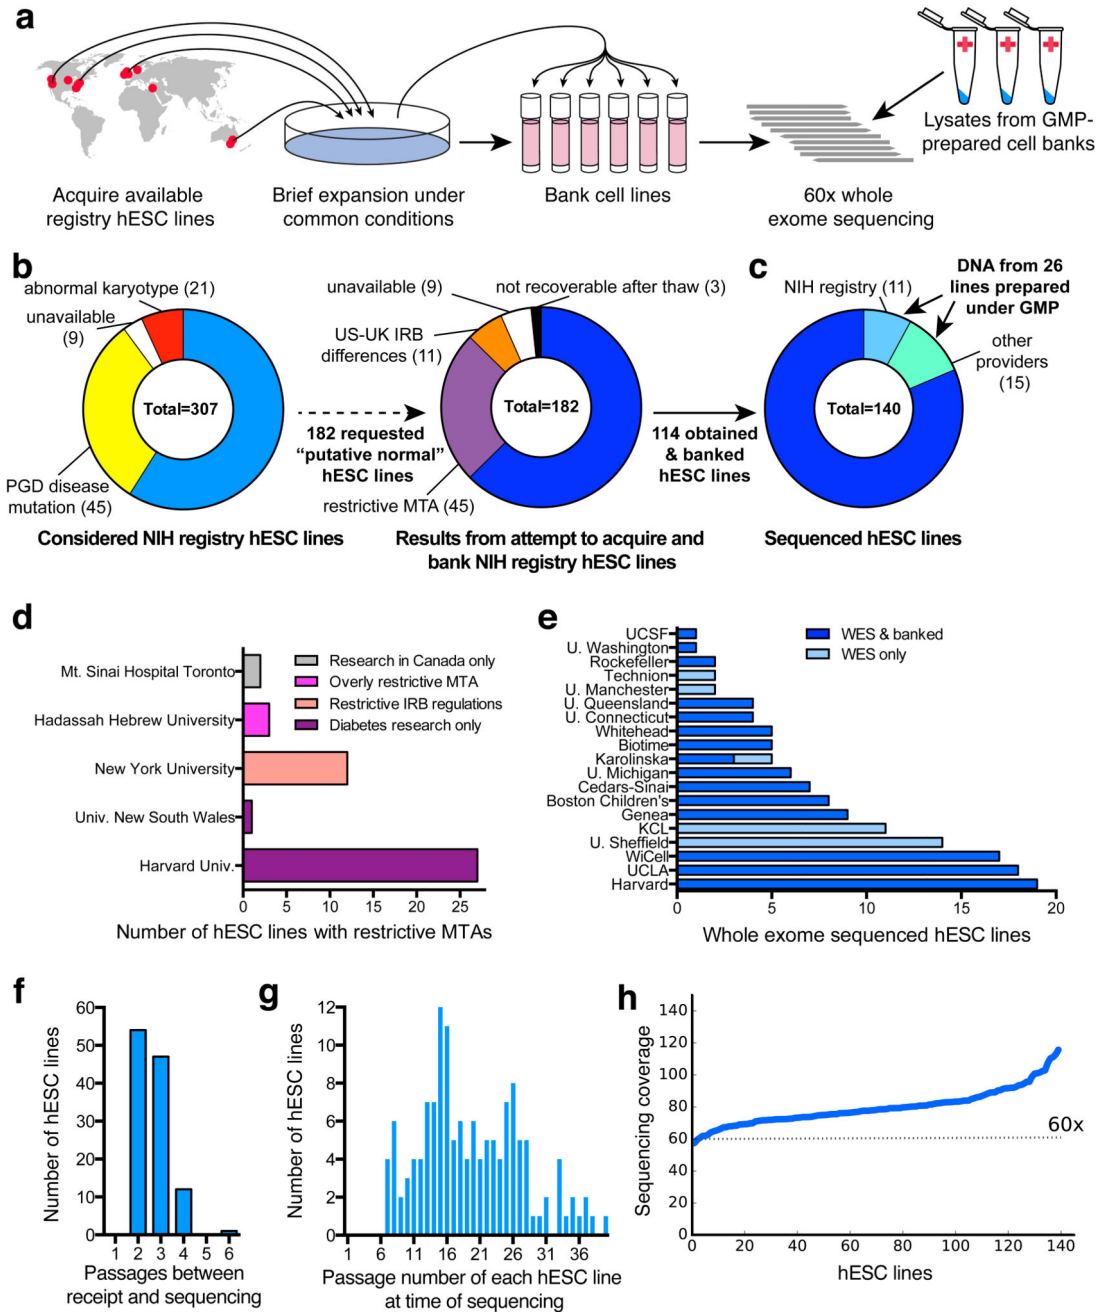 a
Acquire available
registry hESC lines
Brief expansion under
common conditions
Bank cell lines
60x whole
exome sequencing
Lysates from GMP-
prepared cell banks
b
abnormal karyotype (21)
unavailable
(9)
Total=307
PGD disease
mutation (45)
Considered NIH registry hESC lines
182 requested
“putative normal”
hESC lines
unavailable (9)
not recoverable after thaw (3)
US-UK IRB
differences (11)
Total=182
restrictive MTA (45)
Results from attempt to acquire and
bank NIH registry hESC lines
114 obtained
& banked
hESC lines
c
NIH registry (11)
DNA from 26
lines prepared
under GMP
other
providers
(15)
Total=140
Sequenced hESC lines
d
Mt. Sinai Hospital Toronto
Hadassah Hebrew University
New York University
Univ. New South Wales
Harvard Univ.
Research in Canada only
Overly restrictive MTA
Restrictive IRB regulations
Diabetes research only
0 5 10 15 20 25
Number of hESC lines with restrictive MTAs
e
UCSF
U. Washington
Rockefeller
Technion
U. Manchester
U. Queensland
U. Connecticut
Whitehead
Biotime
Karolinska
U. Michigan
Cedars-Sinai
Boston Children's
Genea
KCL
U. Sheffield
WiCell
UCLA
Harvard
WES & banked
WES only
0 5 10 15 20
Whole exome sequenced hESC lines
f
Number of hESC lines
60
50
40
30
20
10
0
1 2 3 4 5 6
Passages between
receipt and sequencing
g
Number of hESC lines
12
10
8
6
4
2
0
1 6 11 16 21 26 31 36
Passage number of each hESC line
at time of sequencing
h
Sequencing coverage
140
120
100
80
60
40
20
0
60x
0 20 40 60 80 100 120 140
hESC lines